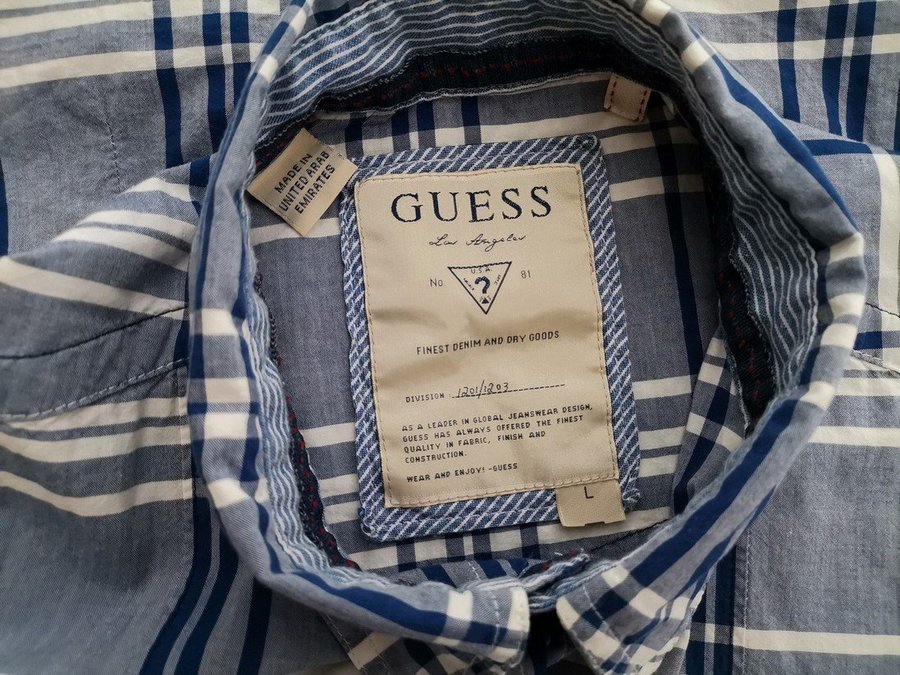 MADE IN
UNITED ARAB
EMIRATES
GUESS
Los Angeles
No. 81
U.S.A.
?
FINEST DENIM AND DRY GOODS
DIVISION : 1201/1203
AS A LEADER IN GLOBAL JEANSWEAR DESIGN,
GUESS HAS ALWAYS OFFERED THE FINEST
QUALITY IN FABRIC, FINISH AND
CONSTRUCTION.
WEAR AND ENJOY! -GUESS
L